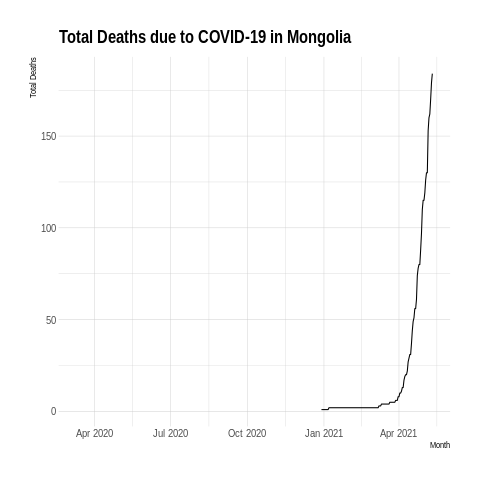 Total Deaths due to COVID-19 in Mongolia
Total Deaths
150
100
50
0
Apr 2020 Jul 2020 Oct 2020 Jan 2021 Apr 2021
Month